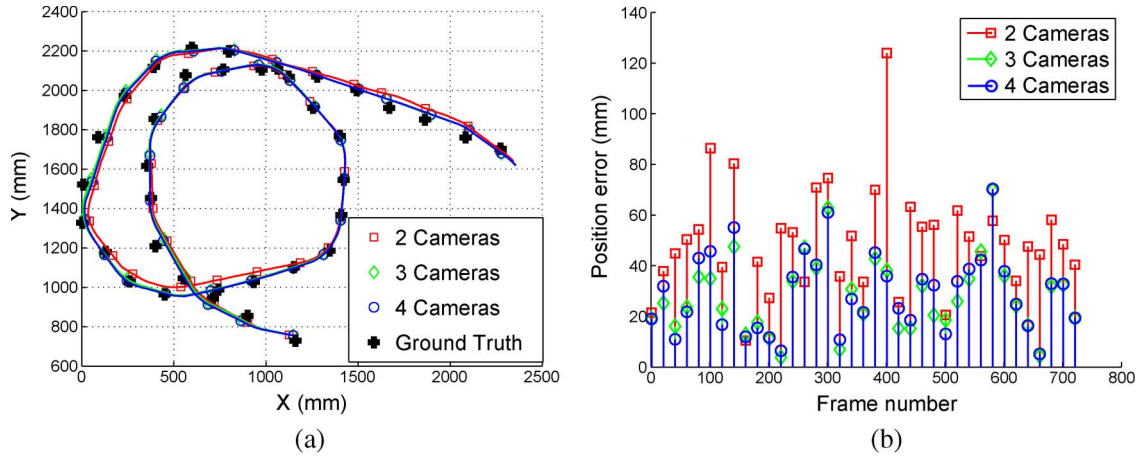 2400
2200
2000
1800
1600
1400
1200
1000
800
600
Y (mm)
0 500 1000 1500 2000 2500
X (mm)
2 Cameras
3 Cameras
4 Cameras
Ground Truth
(a)
140
120
100
80
60
40
20
0
Position error (mm)
0 100 200 300 400 500 600 700 800
Frame number
2 Cameras
3 Cameras
4 Cameras
(b)